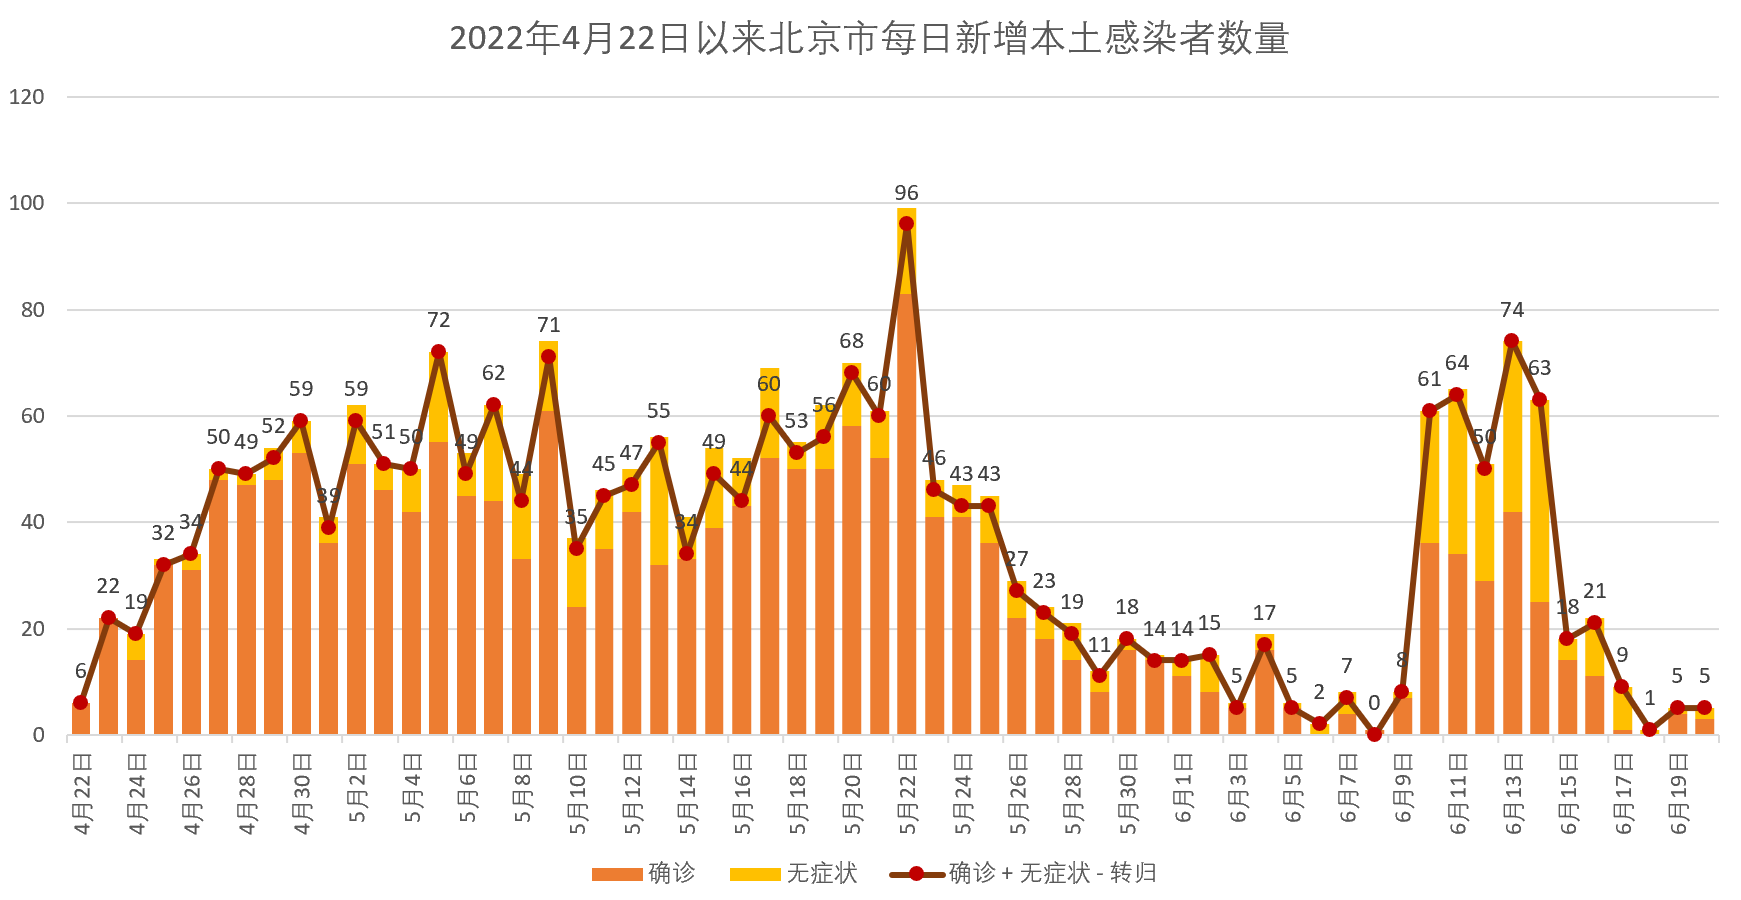 2022年4月22日以来北京市每日新增本土感染者数量
120
100
80
60
40
20
0
6
22
19
32
34
50
49
52
59
39
59
51
50
72
49
62
44
71
35
45
47
55
34
49
44
60
53
56
68
60
96
46
43
43
27
23
19
11
18
14
14
15
5
17
5
2
7
0
8
61
64
50
74
63
18
21
9
1
5
5
4月22日
4月24日
4月26日
4月28日
4月30日
5月2日
5月4日
5月6日
5月8日
5月10日
5月12日
5月14日
5月16日
5月18日
5月20日
5月22日
5月24日
5月26日
5月28日
5月30日
6月1日
6月3日
6月5日
6月7日
6月9日
6月11日
6月13日
6月15日
6月17日
6月19日
确诊
无症状
确诊 + 无症状 - 转归